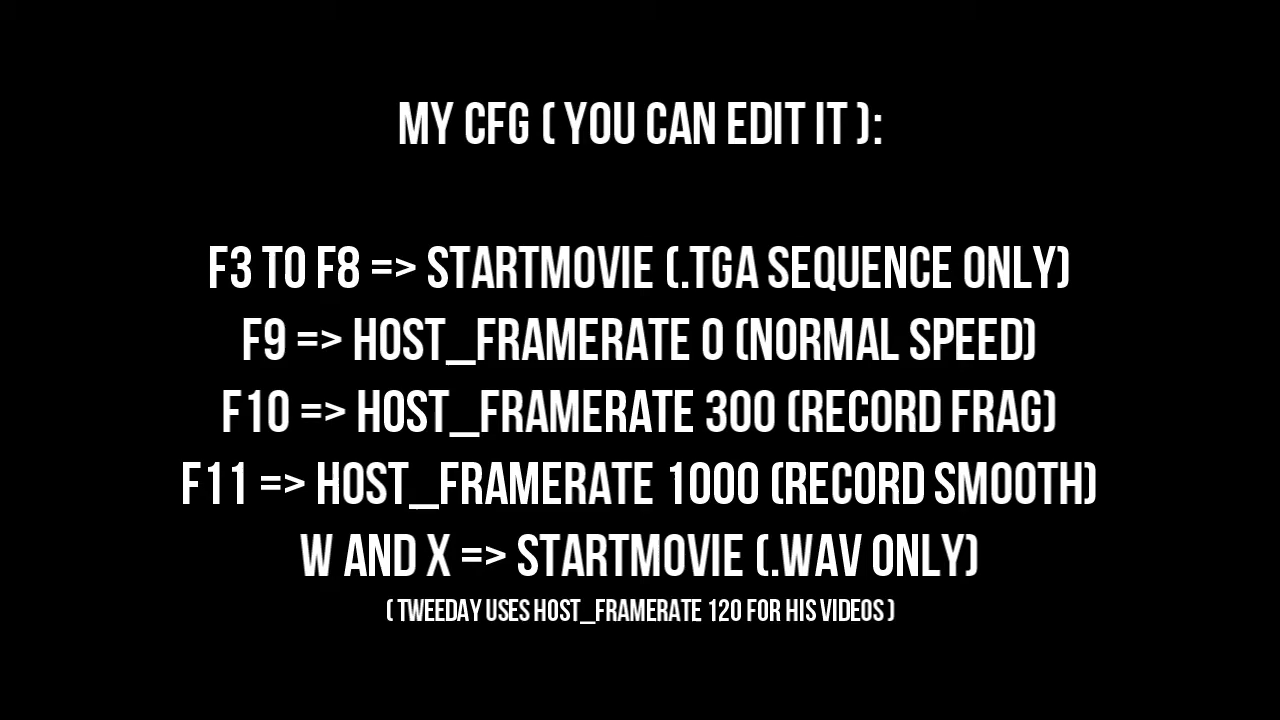 MY CFG ( YOU CAN EDIT IT ):
F3 TO F8 => STARTMOVIE (.TGA SEQUENCE ONLY)
F9 => HOST_FRAMERATE 0 (NORMAL SPEED)
F10 => HOST_FRAMERATE 300 (RECORD FRAG)
F11 => HOST_FRAMERATE 1000 (RECORD SMOOTH)
W AND X => STARTMOVIE (.WAV ONLY)
( TWEEDAY USES HOST_FRAMERATE 120 FOR HIS VIDEOS )